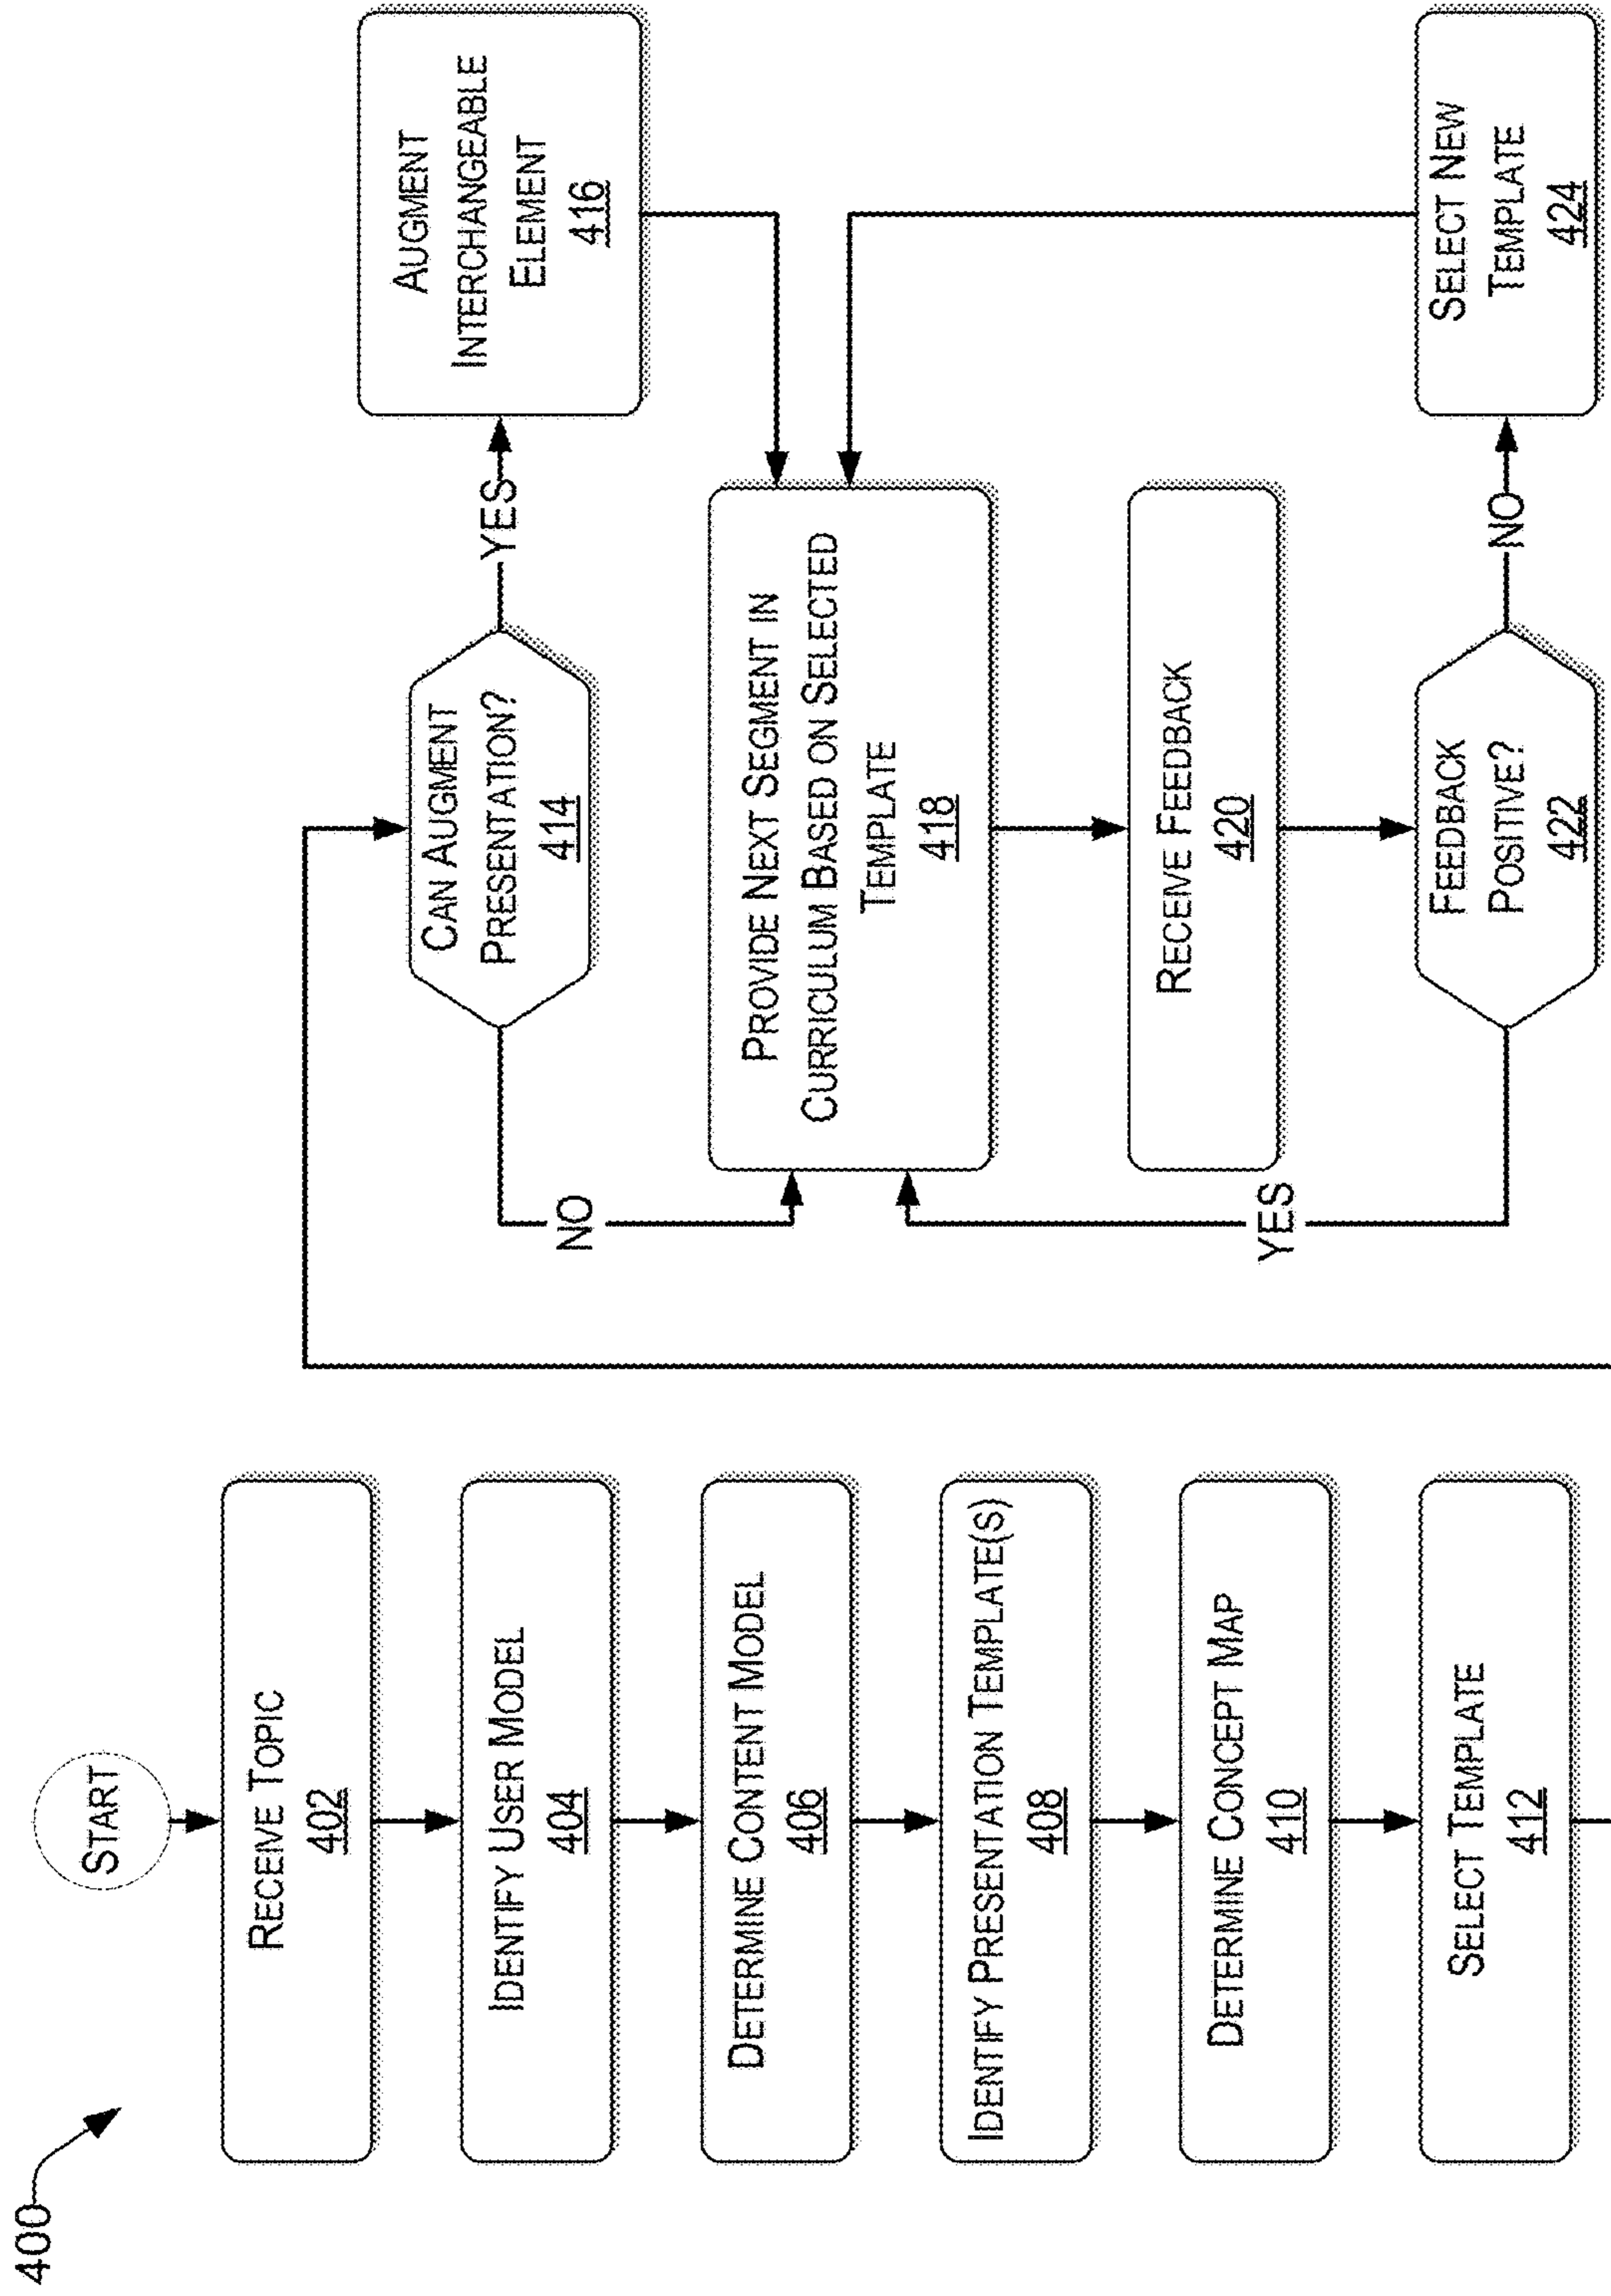 400
START
RECEIVE TOPIC
402
IDENTIFY USER MODEL
404
DETERMINE CONTENT MODEL
406
IDENTIFY PRESENTATION TEMPLATE(S)
408
DETERMINE CONCEPT MAP
410
SELECT TEMPLATE
412
CAN AUGMENT
PRESENTATION?
414
YES
NO
AUGMENT
INTERCHANGEABLE
ELEMENT
416
PROVIDE NEXT SEGMENT IN
CURRICULUM BASED ON SELECTED
TEMPLATE
418
RECEIVE FEEDBACK
420
YES
FEEDBACK
POSITIVE?
422
NO
SELECT NEW
TEMPLATE
424